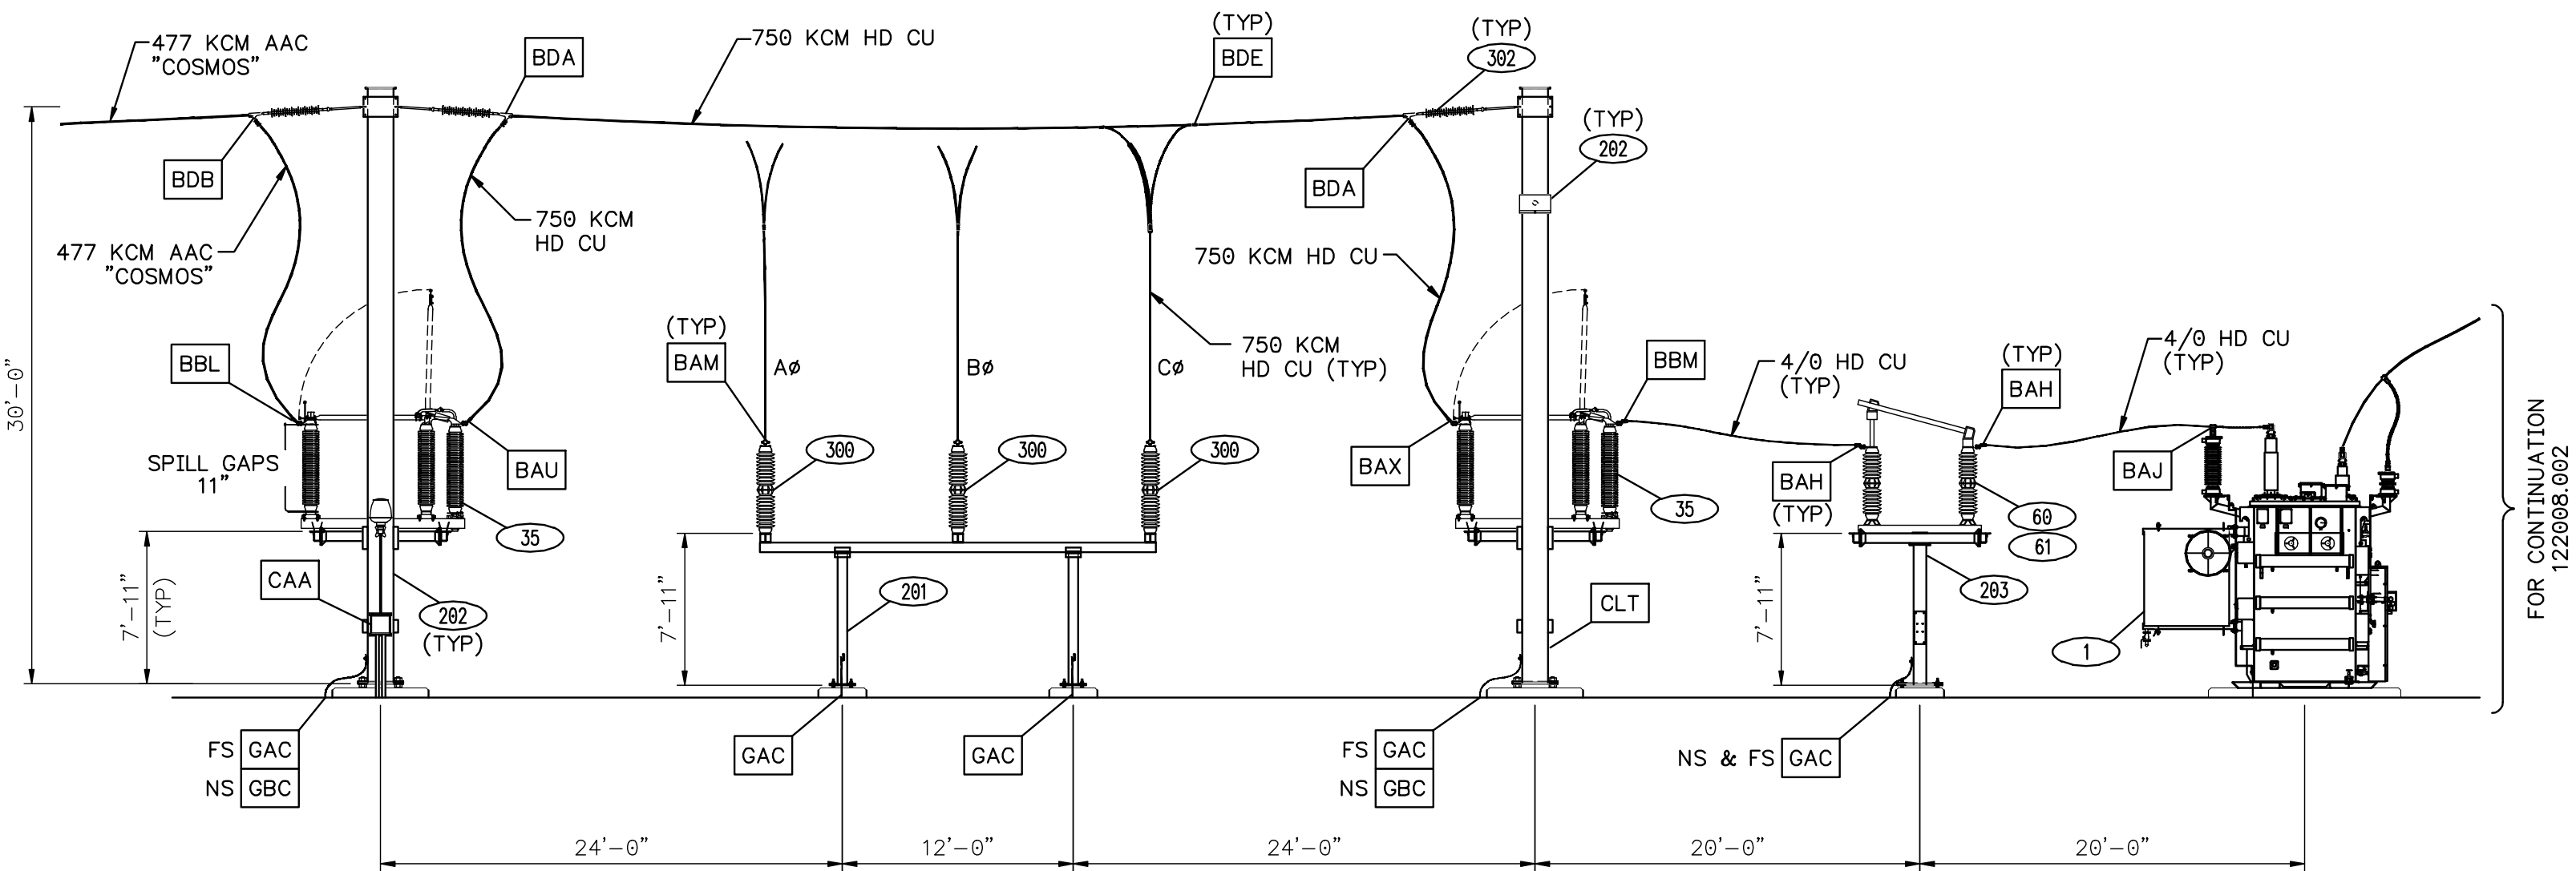 477 KCM AAC
"COSMOS"
BDA
750 KCM HD CU
(TYP)
BDE
(TYP)
302
(TYP)
202
BDB
BDA
477 KCM AAC
"COSMOS"
750 KCM
HD CU
750 KCM HD CU
30'-0"
BBL
(TYP)
BAM
AØ
BØ
CØ
750 KCM
HD CU (TYP)
BBM
4/0 HD CU
(TYP)
(TYP)
BAH
4/0 HD CU
(TYP)
SPILL GAPS
11"
BAU
300
300
300
BAX
BAH
(TYP)
BAJ
35
35
60
61
7'-11"
(TYP)
CAA
202
(TYP)
7'-11"
201
CLT
7'-11"
203
1
FOR CONTINUATION
122008.002
FS GAC
NS GBC
GAC
GAC
FS GAC
NS GBC
NS & FS GAC
24'-0"
12'-0"
24'-0"
20'-0"
20'-0"